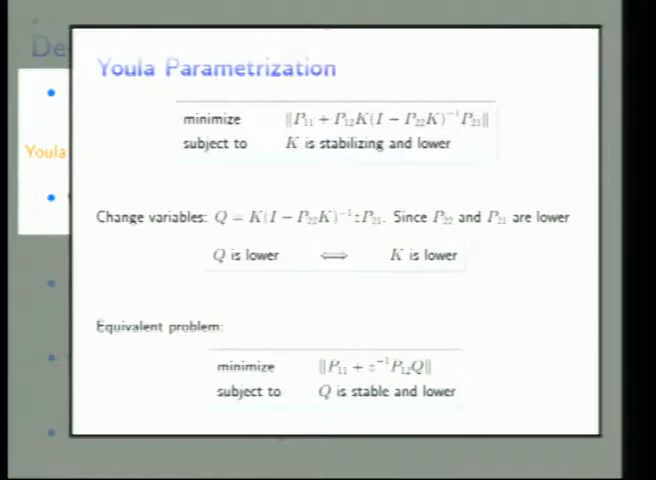 De
Youla
Youla Parametrization
minimize ‖P₁₁ + P₁₂K(I − P₂₂K)⁻¹P₂₁‖
subject to K is stabilizing and lower
Change variables: Q = K(I − P₂₂K)⁻¹zP₂₁. Since P₂₂ and P₂₁ are lower
Q is lower ⟺ K is lower
Equivalent problem:
minimize ‖P₁₁ + z⁻¹P₁₂Q‖
subject to Q is stable and lower